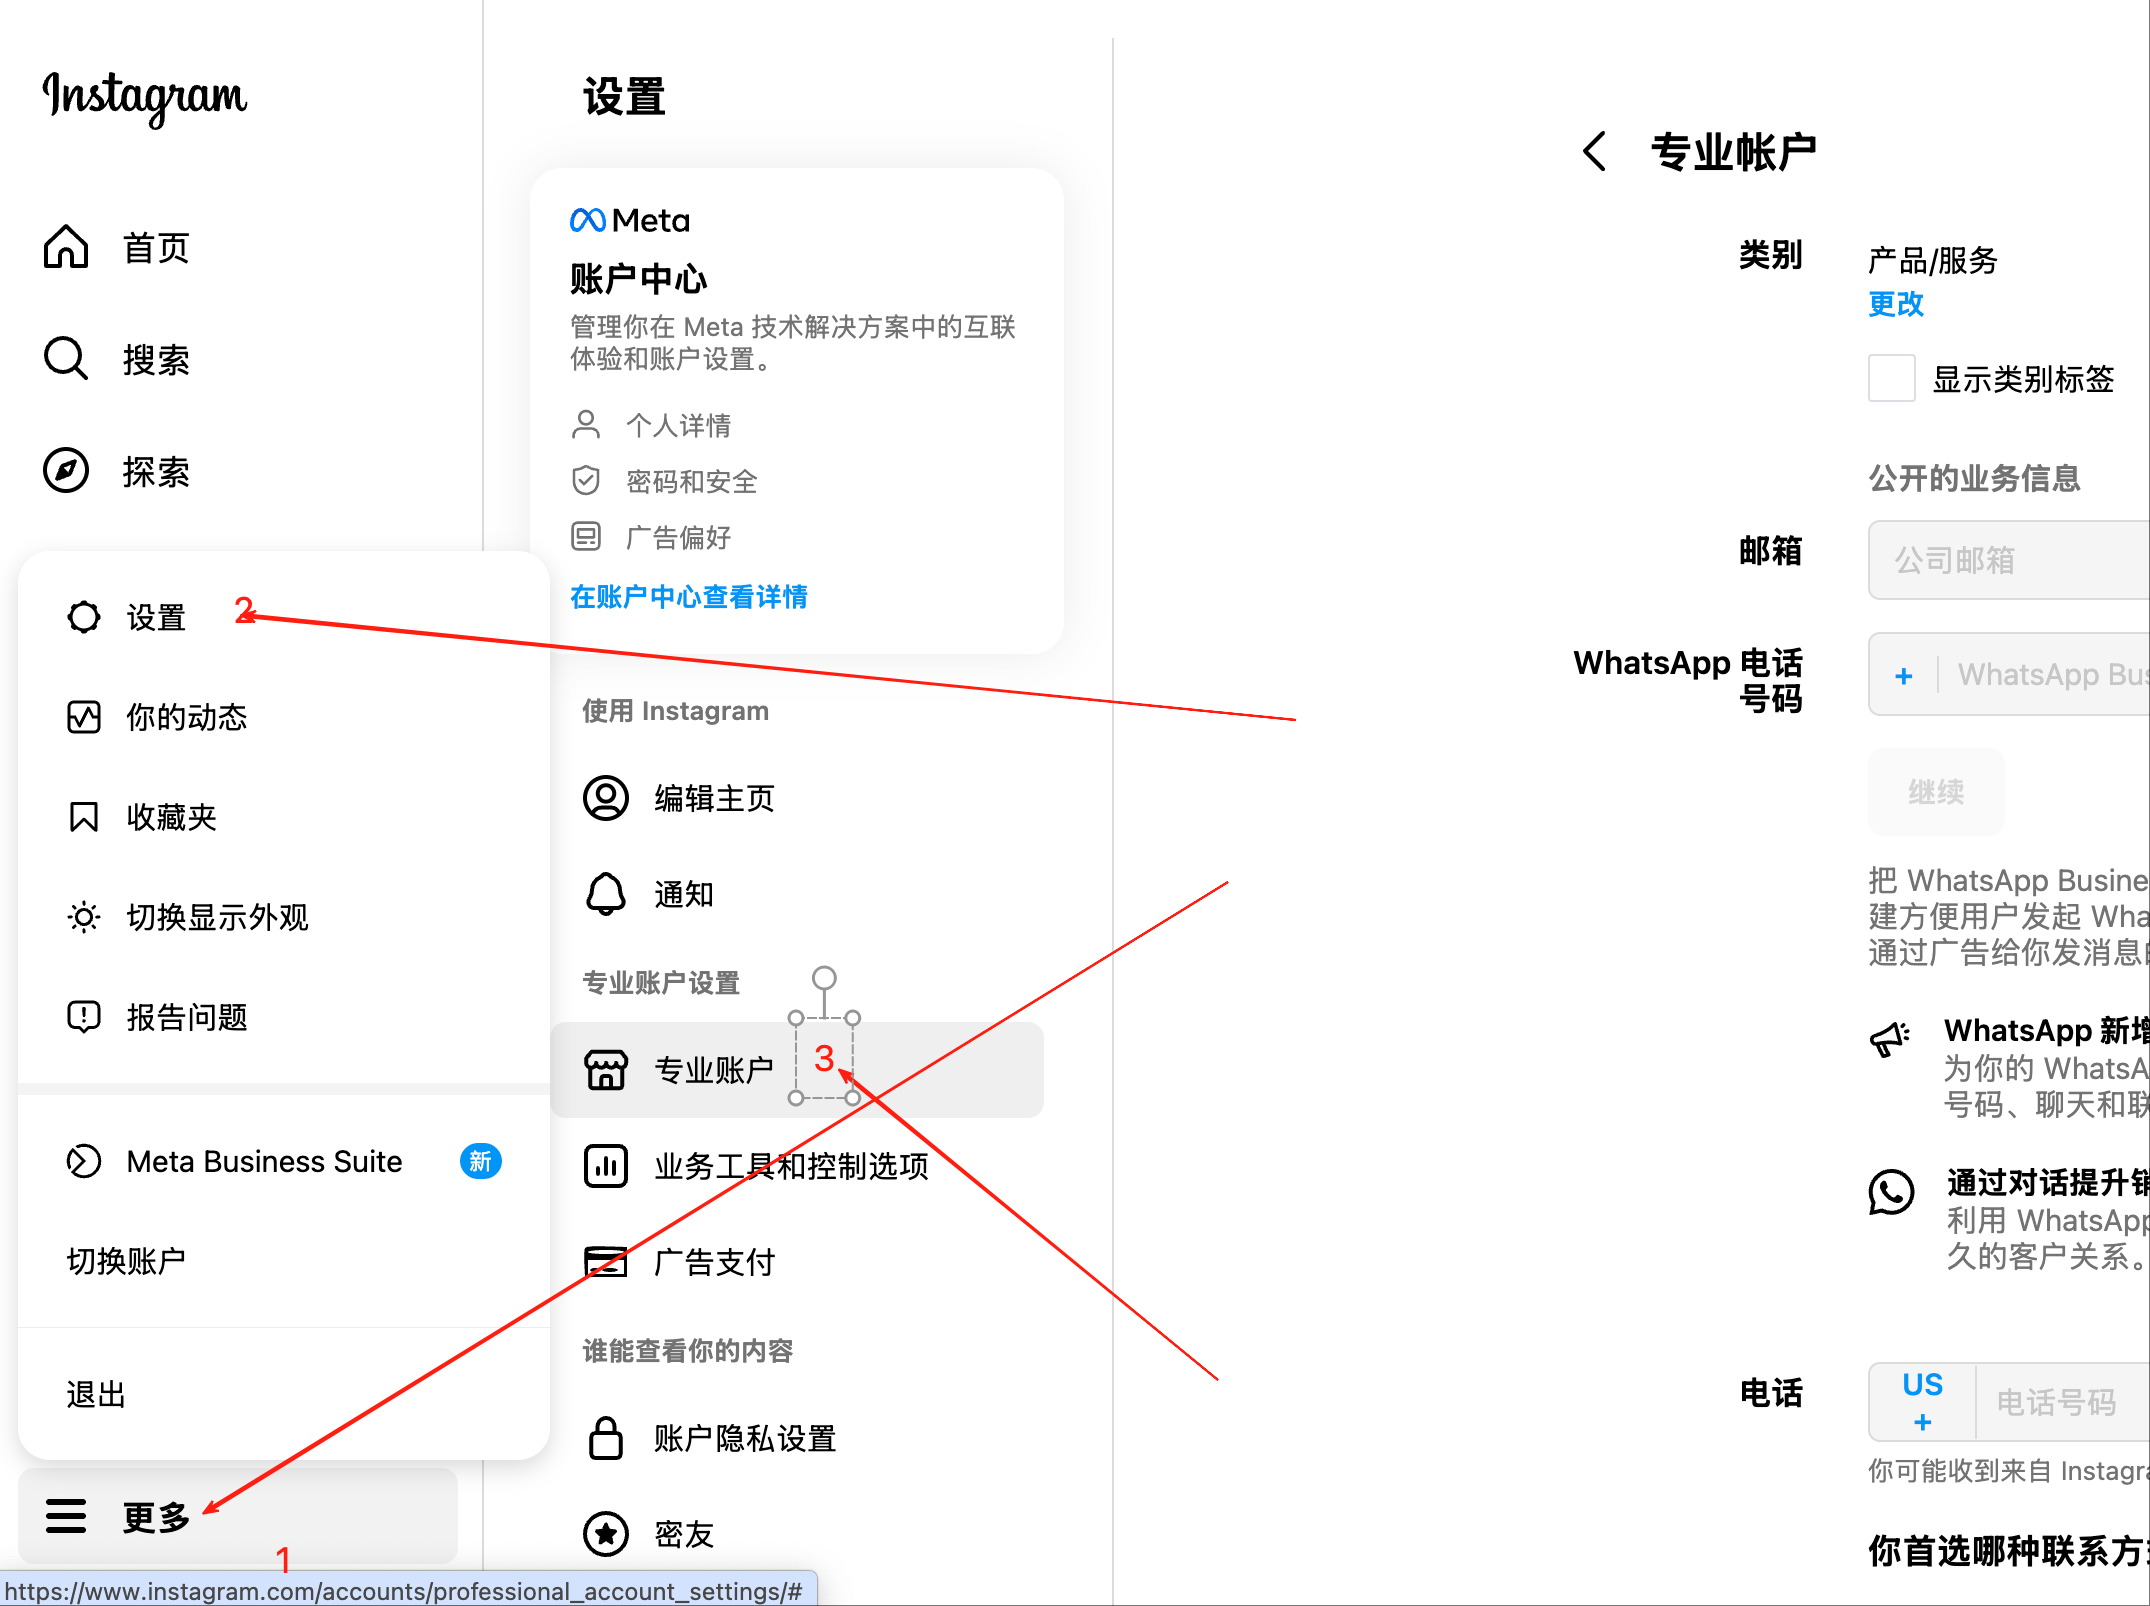 Instagram
首页
搜索
探索
设置
2
你的动态
收藏夹
切换显示外观
报告问题
Meta Business Suite
新
切换账户
退出
更多
1
https://www.instagram.com/accounts/professional_account_settings/#
设置
Meta
账户中心
管理你在 Meta 技术解决方案中的互联
体验和账户设置。
个人详情
密码和安全
广告偏好
在账户中心查看详情
使用 Instagram
编辑主页
通知
专业账户设置
专业账户
3
业务工具和控制选项
广告支付
谁能查看你的内容
账户隐私设置
密友
专业帐户
类别
产品/服务
更改
显示类别标签
公开的业务信息
邮箱
公司邮箱
WhatsApp 电话
号码
+
WhatsApp Bus
继续
把 WhatsApp Busine
建方便用户发起 Wha
通过广告给你发消息
WhatsApp 新增
为你的 WhatsA
号码、聊天和联
通过对话提升销
利用 WhatsApp
久的客户关系。
电话
US
+
电话号码
你可能收到来自 Instagra
你首选哪种联系方